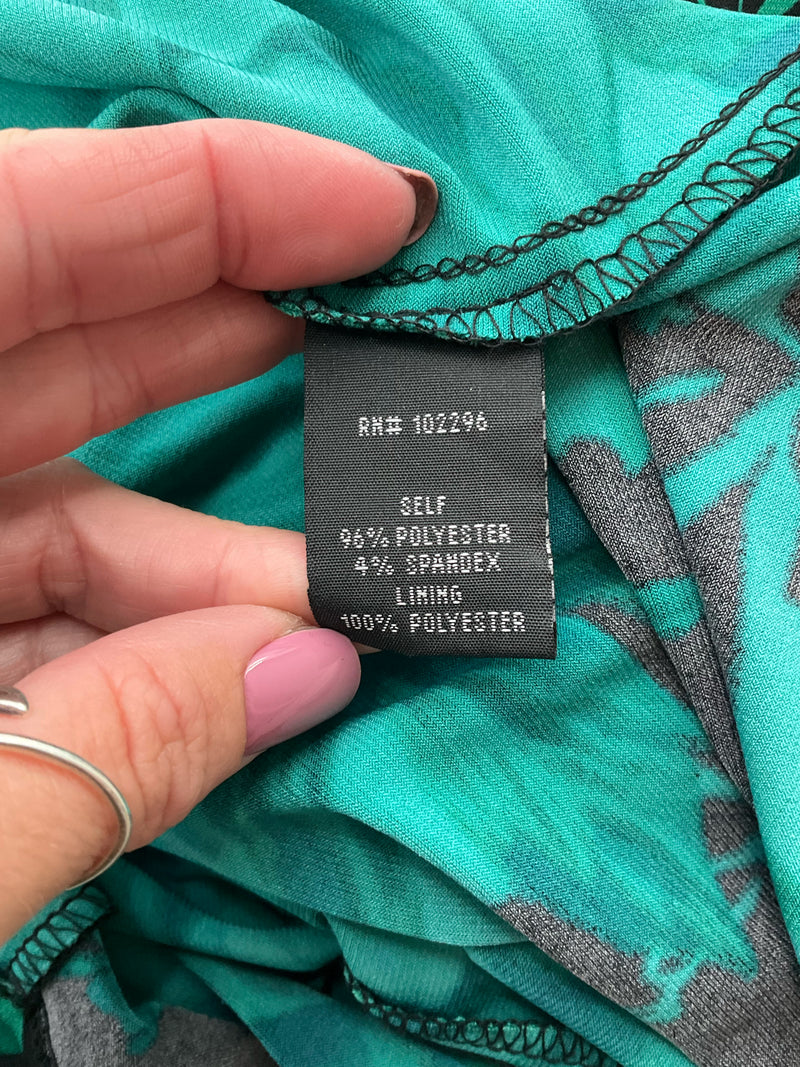 RN# 102296
SELF
96% POLYESTER
4% SPANDEX
LINING
100% POLYESTER